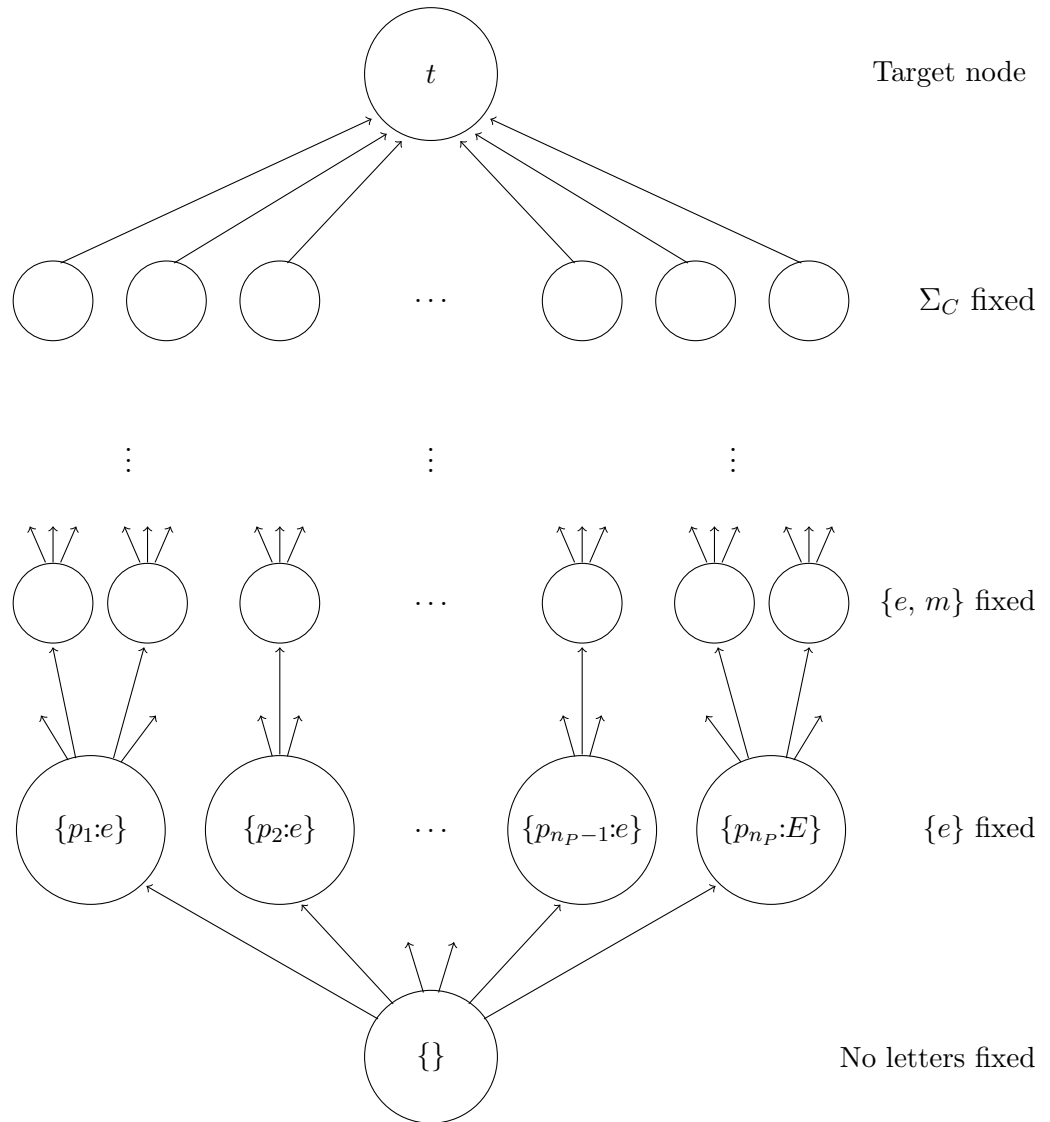 t Target node
⋯ Σ_C fixed
⋮ ⋮ ⋮
⋯ {e, m} fixed
{p_1:e} {p_2:e} ⋯ {p_{n_P−1}:e} {p_{n_P}:E} {e} fixed
{} No letters fixed